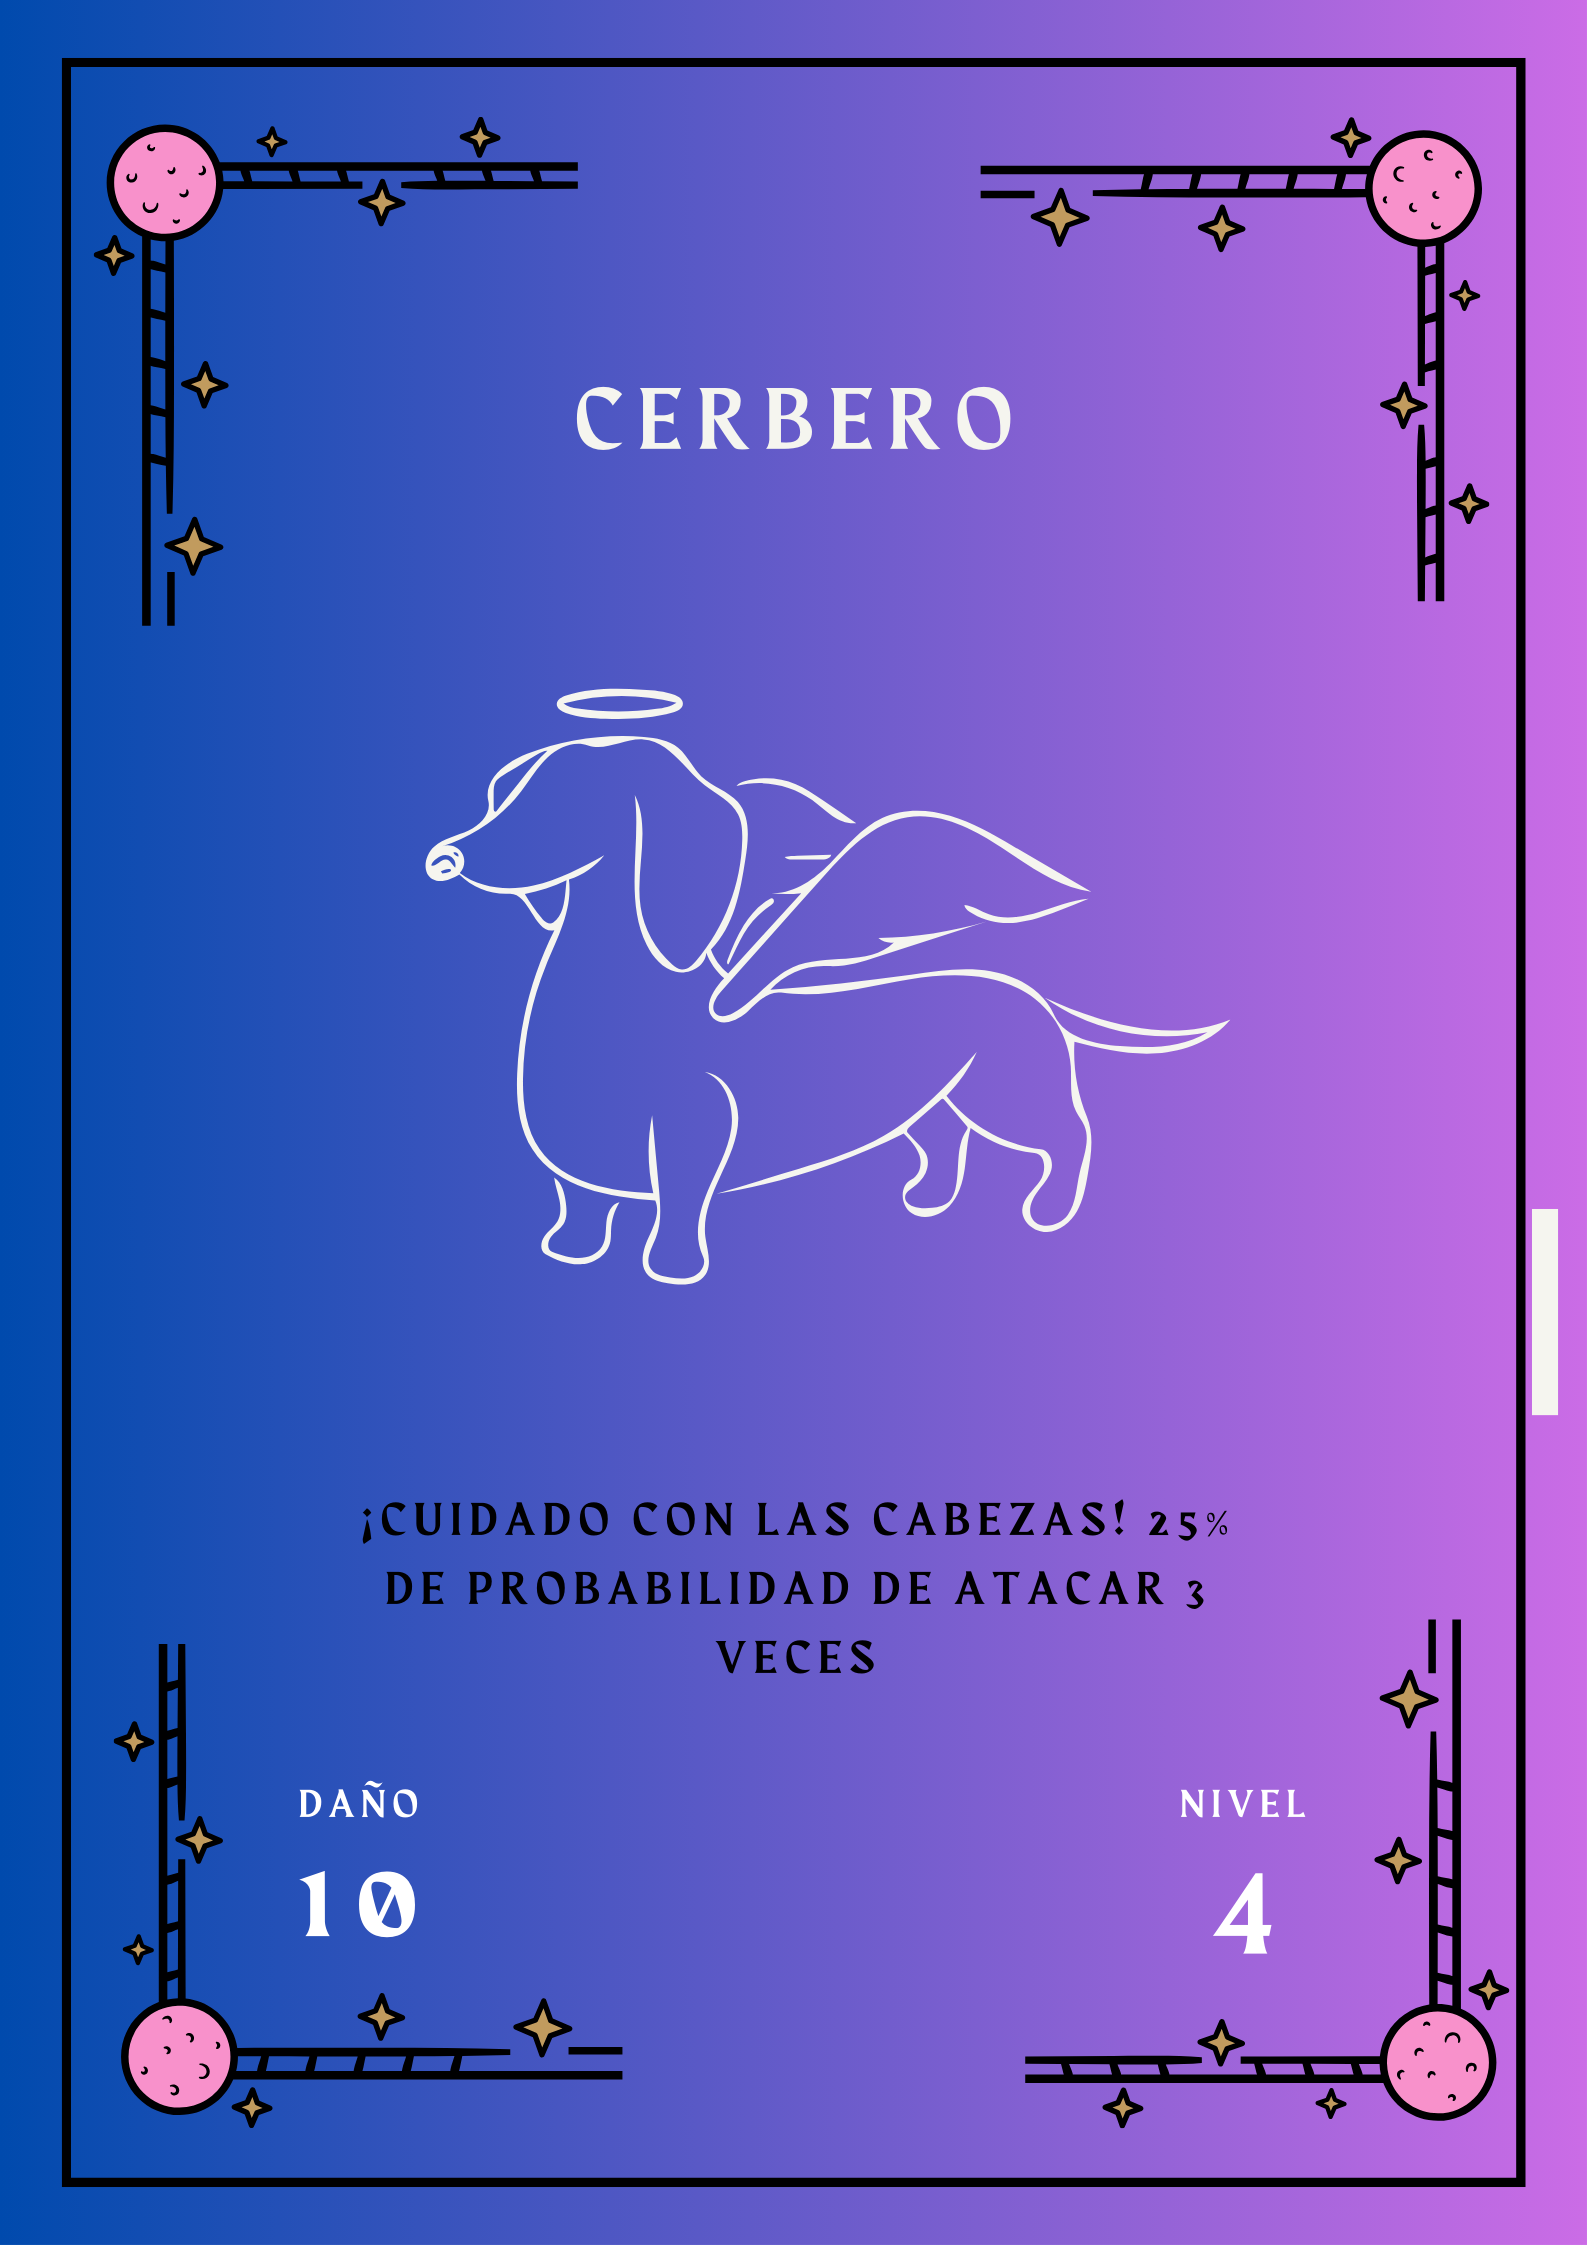 CERBERO
¡CUIDADO CON LAS CABEZAS! 25%
DE PROBABILIDAD DE ATACAR 3
VECES
DAÑO
10
NIVEL
4